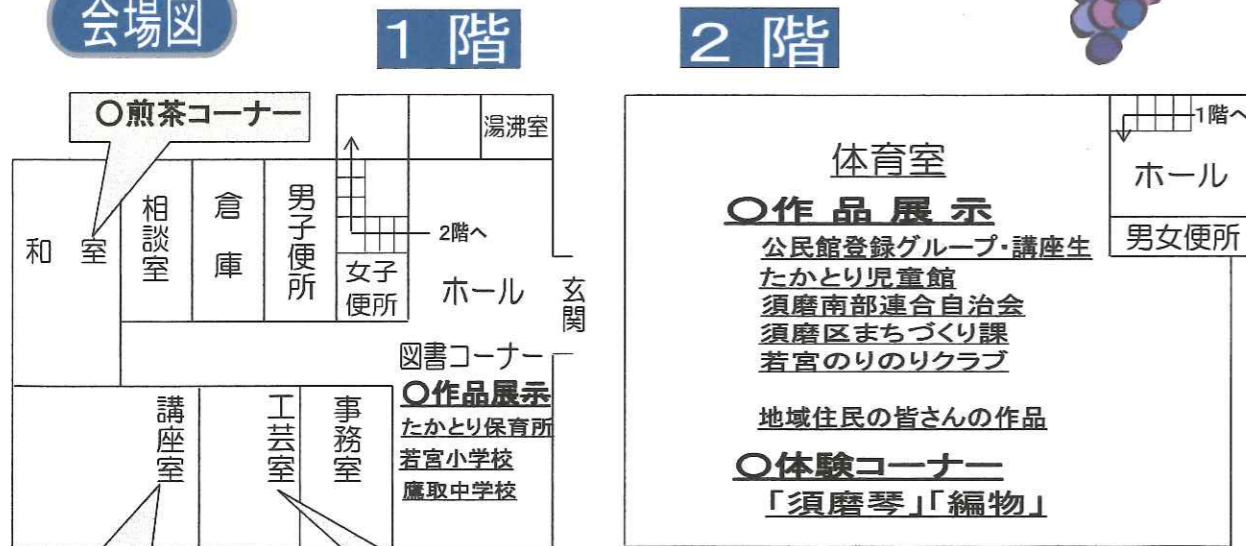 会場図
1 階
2 階
〇煎茶コーナー
湯沸室
和 室
相談室
倉庫
男子便所
2階へ
女子
便所
ホール
玄関
図書コーナー
〇作品展示
たかとり保育所
若宮小学校
鷹取中学校
講座室
工芸室
事務室
体育室
〇作 品 展 示
公民館登録グループ・講座生
たかとり児童館
須磨南部連合自治会
須磨区まちづくり課
若宮のりのりクラブ
地域住民の皆さんの作品
〇体験コーナー
「須磨琴」「編物」
1階へ
ホール
男女便所